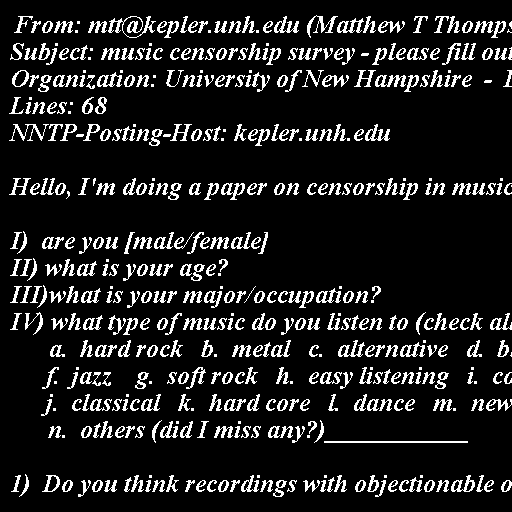 From: mtt@kepler.unh.edu (Matthew T Thomps
Subject: music censorship survey - please fill out
Organization: University of New Hampshire  -
Lines: 68
NNTP-Posting-Host: kepler.unh.edu
Hello, I'm doing a paper on censorship in music
I)  are you [male/female]
II) what is your age?
III)what is your major/occupation?
IV) what type of music do you listen to (check all
a.  hard rock   b.  metal   c.  alternative   d.
f.  jazz    g.  soft rock   h.  easy listening   i.  co
j.  classical   k.  hard core   l.  dance   m.  new
n.  others (did I miss any?)___________
1)  Do you think recordings with objectionable o